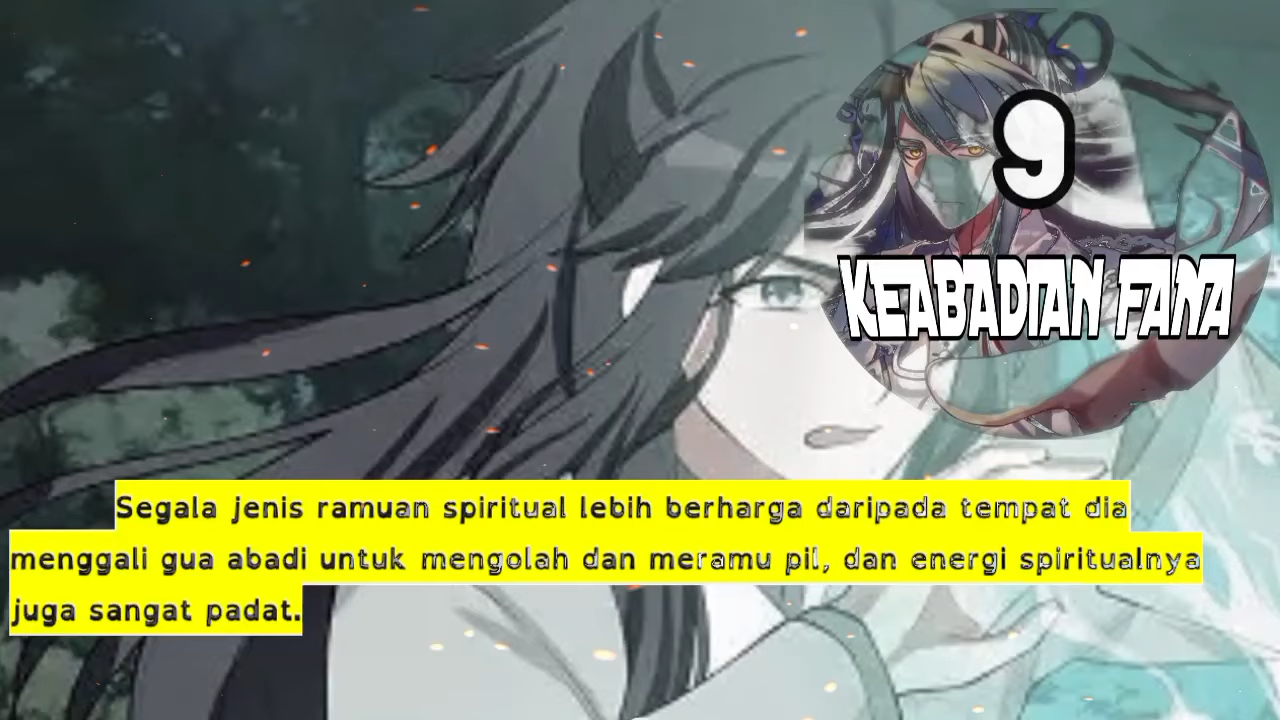 9
KEABADIAN FANA
Segala jenis ramuan spiritual lebih berharga daripada tempat dia
menggali gua abadi untuk mengolah dan meramu pil, dan energi spiritualnya
juga sangat padat.